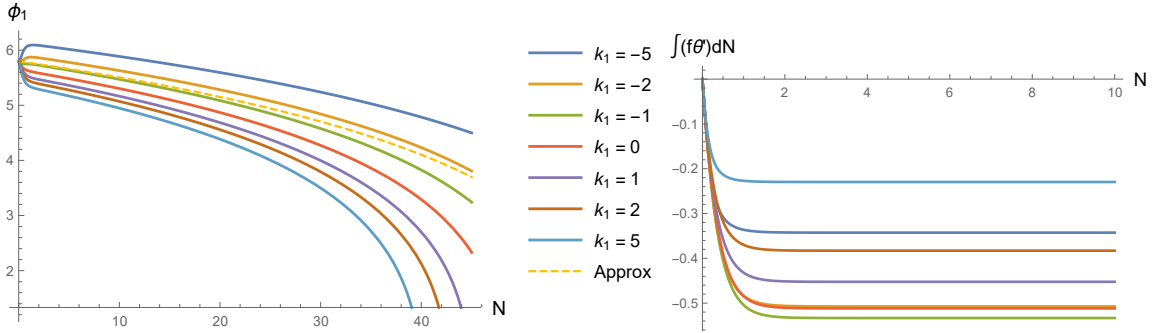 ϕ₁
6
5
4
3
2
10
20
30
40
N
k₁ = −5
k₁ = −2
k₁ = −1
k₁ = 0
k₁ = 1
k₁ = 2
k₁ = 5
Approx
∫(fθ')dN
N
2
4
6
8
10
−0.1
−0.2
−0.3
−0.4
−0.5